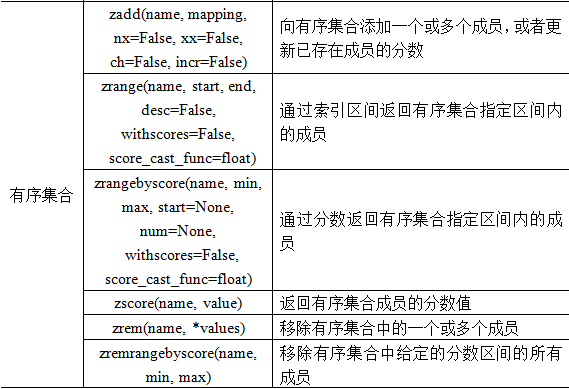 有序集合
zadd(name, mapping,
nx=False, xx=False,
ch=False, incr=False)
向有序集合添加一个或多个成员，或者更
新已存在成员的分数
zrange(name, start, end,
desc=False,
withscores=False,
score_cast_func=float)
通过索引区间返回有序集合指定区间内
的成员
zrangebyscore(name, min,
max, start=None,
num=None,
withscores=False,
score_cast_func=float)
通过分数返回有序集合指定区间内的成
员
zscore(name, value)
返回有序集合成员的分数值
zrem(name, *values)
移除有序集合中的一个或多个成员
zremrangebyscore(name,
min, max)
移除有序集合中给定的分数区间的所有
成员